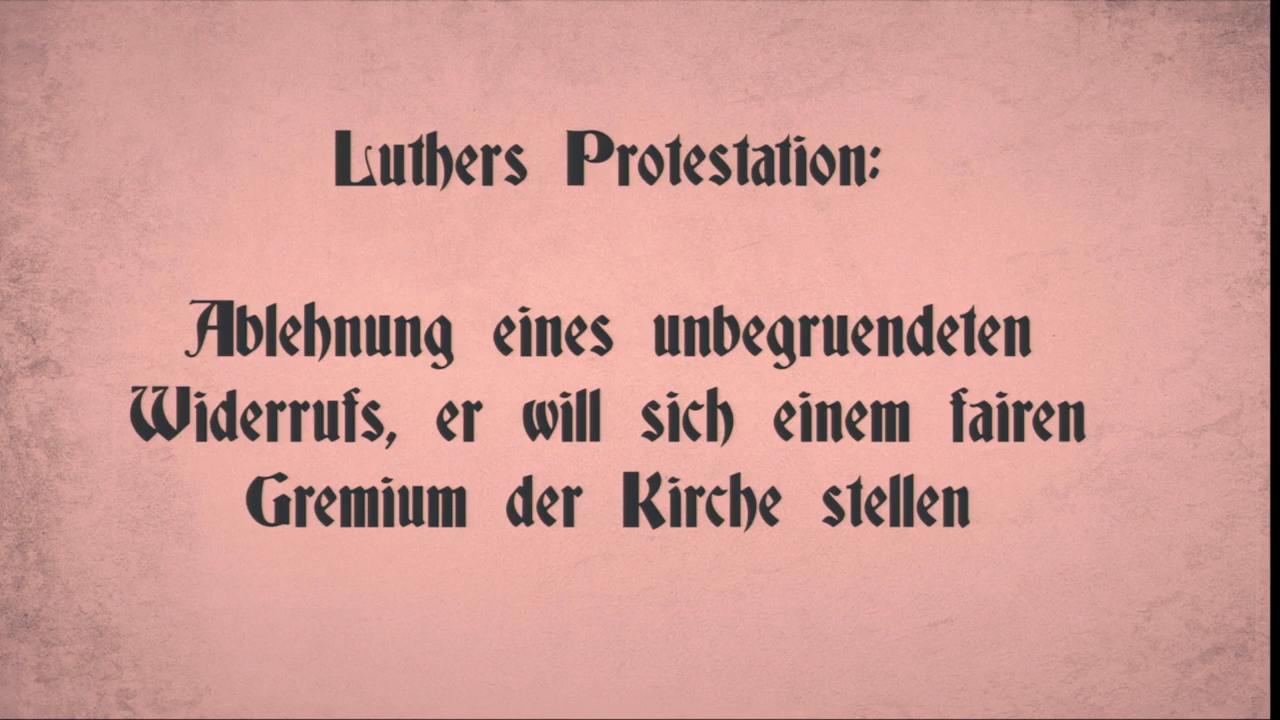 Luthers Protestation:
Ablehnung eines unbegruendeten
Widerrufs, er will sich einem fairen
Gremium der Kirche stellen